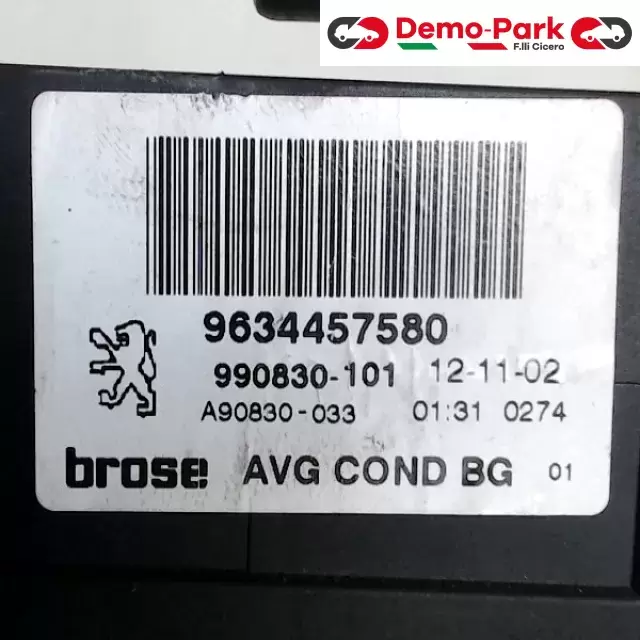 Demo-Park
F.lli Cicero
9634457580
990830-101 12-11-02
A90830-033 01:31 0274
brose AVG COND BG 01